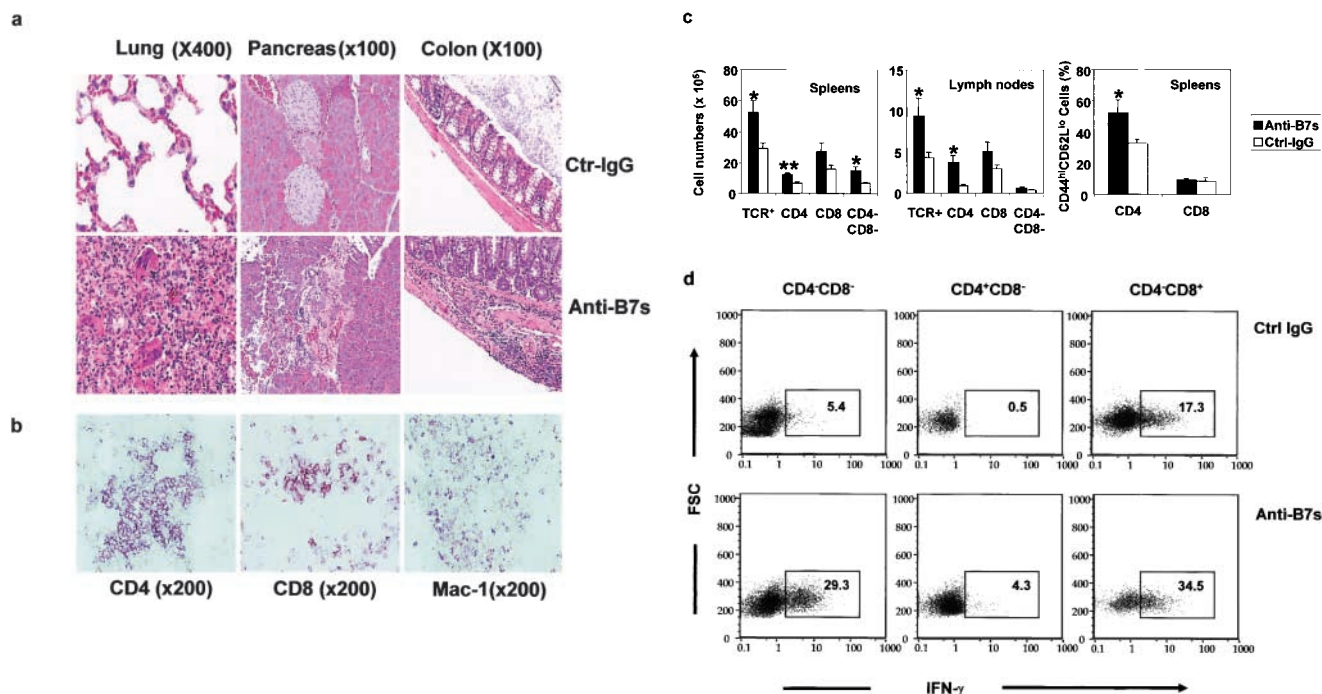 a
Lung (X400) Pancreas (x100) Colon (X100)
Ctr-IgG
Anti-B7s
b
CD4 (x200) CD8 (x200) Mac-1(x200)
c
Cell numbers (x 10⁵)
80
60
40
20
0
Spleens
*
**
*
TCR⁺ CD4 CD8 CD4-
CD8-
15
10
5
0
Lymph nodes
*
*
TCR+ CD4 CD8 CD4-
CD8-
CD44ʰⁱCD62Lˡᵒ Cells (%)
80
60
40
20
0
Spleens
*
CD4 CD8
Anti-B7s
Ctrl-IgG
d
CD4⁻CD8⁻ CD4⁺CD8⁻ CD4⁻CD8⁺
1000 1000 1000
800 800 800
600 600 600
400 400 400
200 200 200
0 0 0
5.4 0.5 17.3
0.1 1 10 100 1000 0.1 1 10 100 1000 0.1 1 10 100 1000
Ctrl IgG
FSC
1000 1000 1000
800 800 800
600 600 600
400 400 400
200 200 200
0 0 0
29.3 4.3 34.5
0.1 1 10 100 1000 0.1 1 10 100 1000 0.1 1 10 100 1000
Anti-B7s
IFN-γ